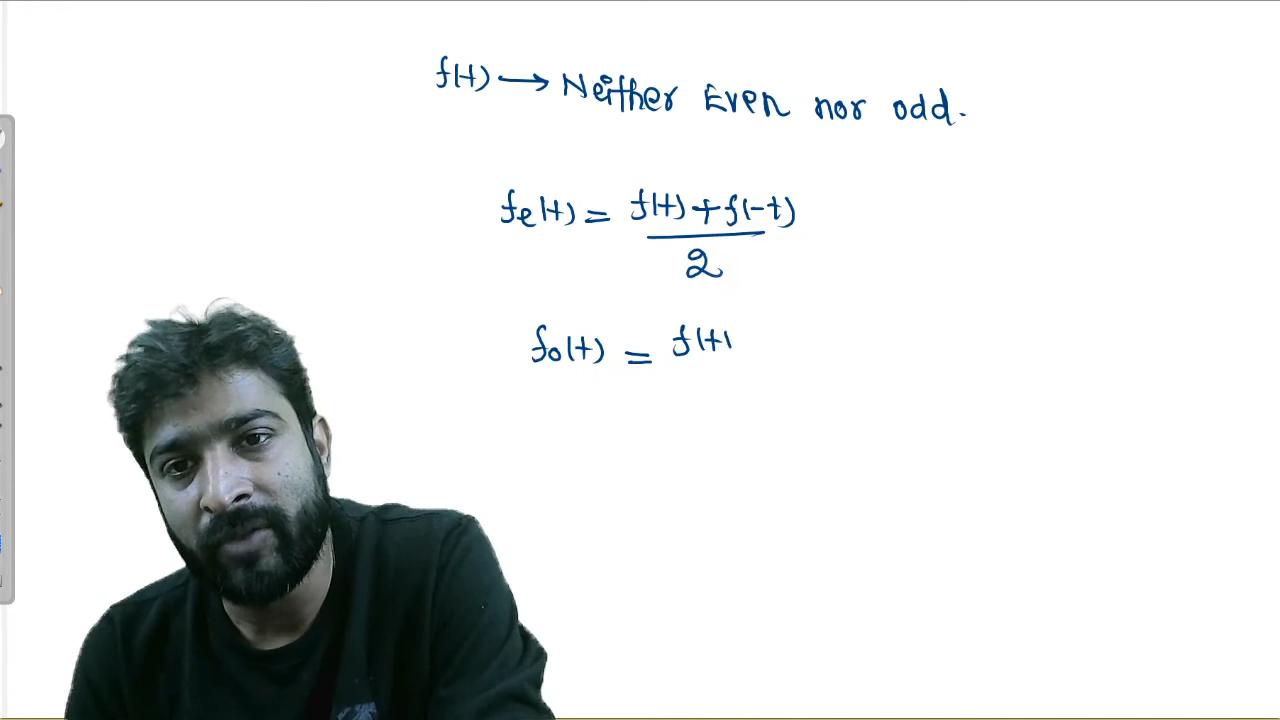 f(t) → Neither Even nor odd.
fe(t) = f(t) + f(-t)
2
fo(t) = f(t)